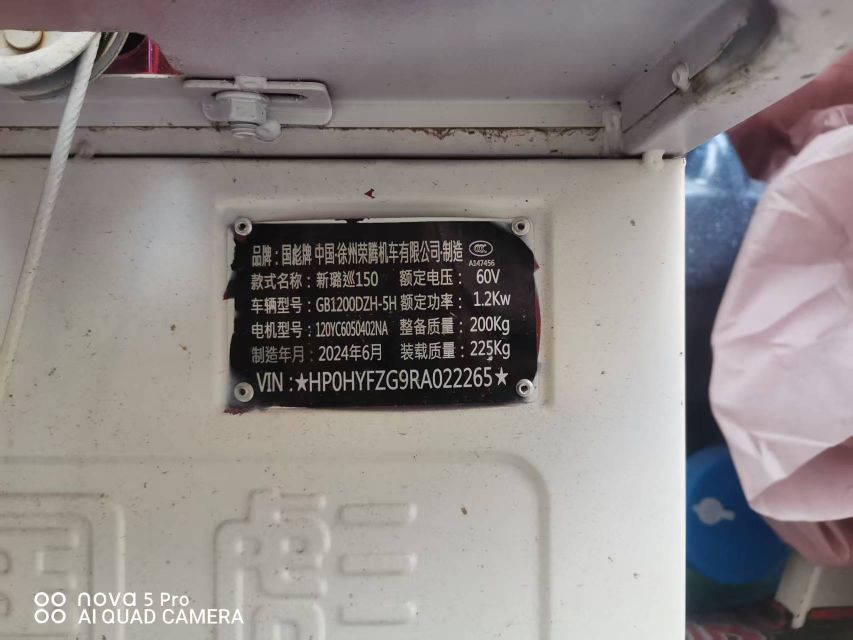 品牌：国彪牌 中国·徐州荣腾机车有限公司·制造
A147456
款式名称：新璐巡150 额定电压：60V
车辆型号：GB1200DZH-5H 额定功率：1.2Kw
电机型号：120YC6050402NA 整备质量：200Kg
制造年月：2024年6月 装载质量：225Kg
VIN：★HP0HYFZG9RA022265★
nova 5 Pro
AI QUAD CAMERA